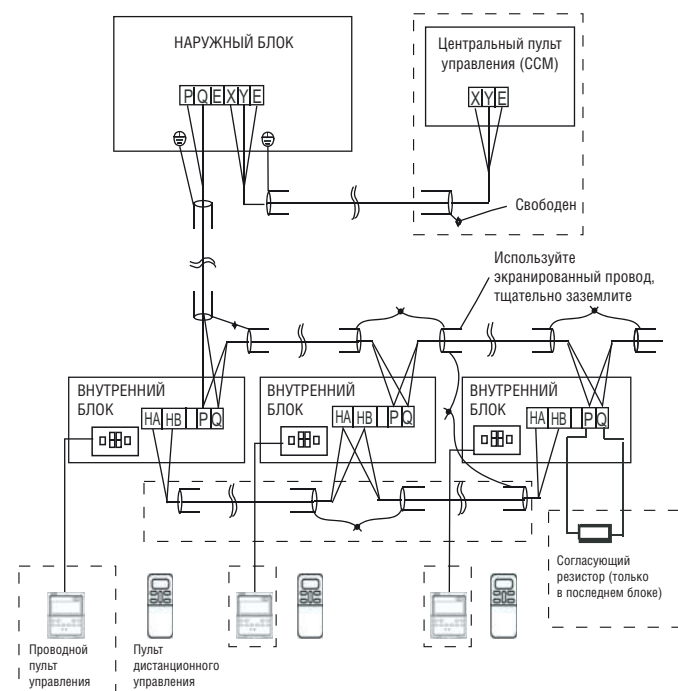 НАРУЖНЫЙ БЛОК
P Q E X Y E
Центральный пульт
управления (CCM)
X Y E
Свободен
Используйте
экранированный провод,
тщательно заземлите
ВНУТРЕННИЙ
БЛОК
HA HB P Q
ВНУТРЕННИЙ
БЛОК
HA HB P Q
ВНУТРЕННИЙ
БЛОК
HA HB P Q
Согласующий
резистор (только
в последнем блоке)
Проводной
пульт
управления
Пульт
дистанционного
управления